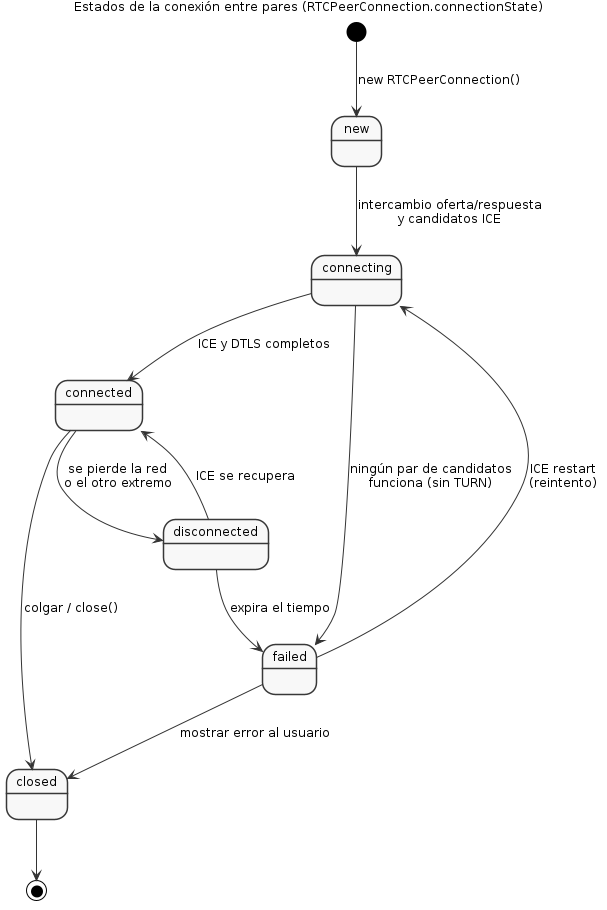 Estados de la conexión entre pares (RTCPeerConnection.connectionState)
new RTCPeerConnection()
new
intercambio oferta/respuesta
y candidatos ICE
connecting
ICE y DTLS completos
connected
se pierde la red
o el otro extremo
ICE se recupera
ningún par de candidatos
funciona (sin TURN)
ICE restart
(reintento)
disconnected
colgar / close()
expira el tiempo
failed
mostrar error al usuario
closed